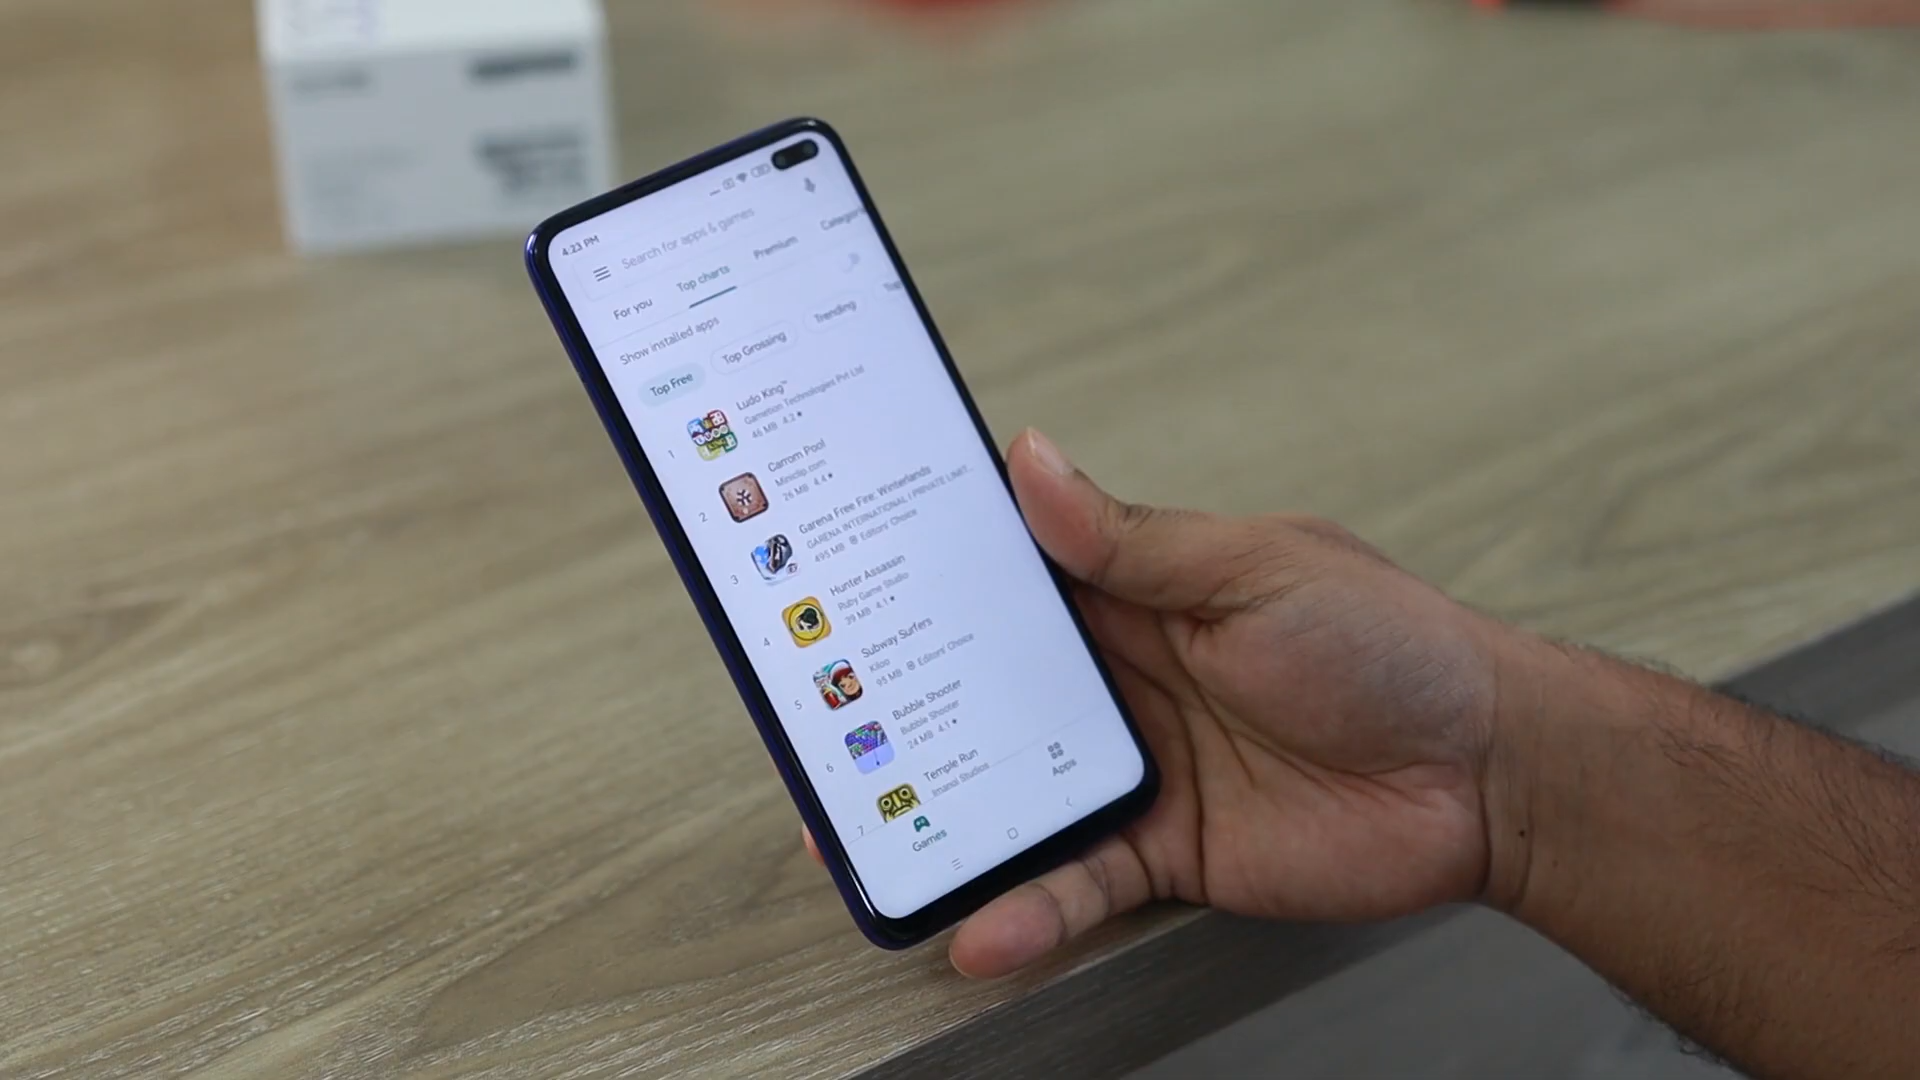 4:23 PM
Search for apps & games
For you
Top charts
Premium
Show installed apps
Top Free
Top Grossing
Trending
Top
1
Ludo King™
Gametion Technologies Pvt Ltd
46 MB 4.2
2
Carrom Pool
Miniclip.com
26 MB 4.4
3
Garena Free Fire: Winterlands
GARENA INTERNATIONAL I PRIVATE LIMIT...
495 MB Editors' Choice
4
Hunter Assassin
Ruby Game Studio
39 MB 4.1
5
Subway Surfers
Kiloo
95 MB Editors' Choice
6
Bubble Shooter
Bubble Shooter
24 MB 4.1
7
Temple Run
Imangi Studios
Games
Apps